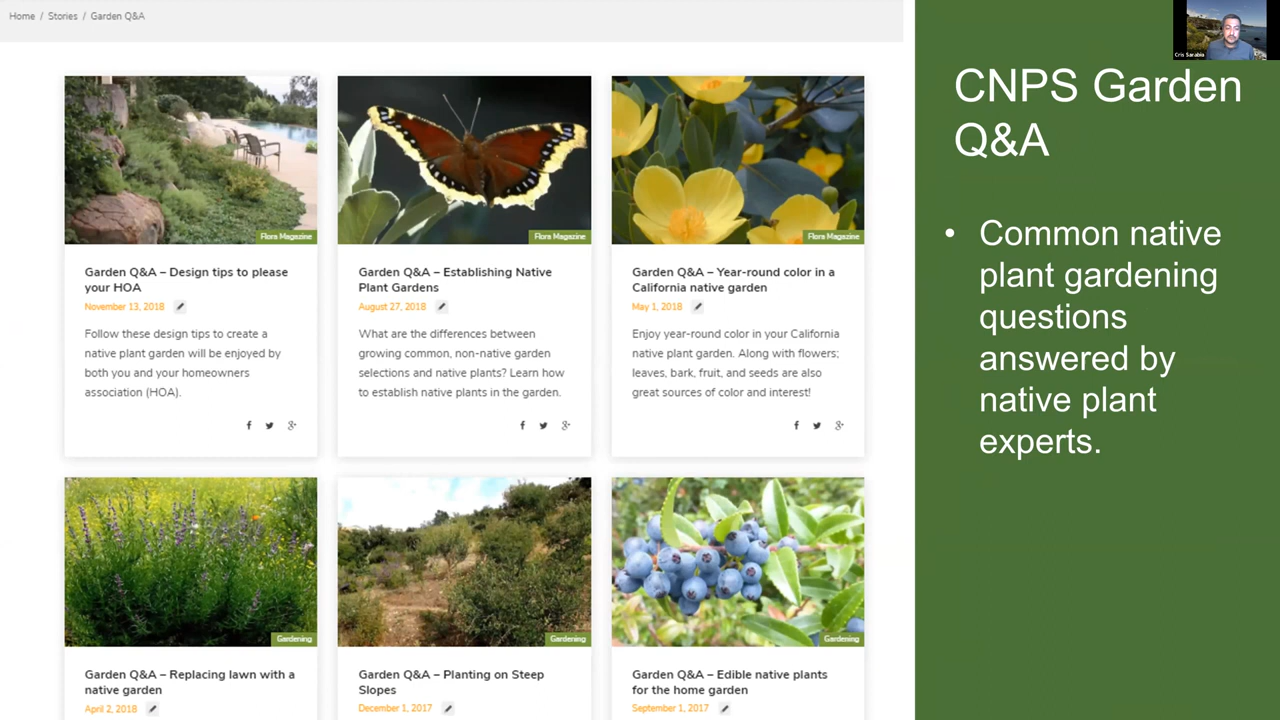 Home / Stories / Garden Q&A
Cris Sarabia
CNPS Garden
Q&A
• Common native
plant gardening
questions
answered by
native plant
experts.
Flora Magazine
Garden Q&A – Design tips to please
your HOA
November 13, 2018
Follow these design tips to create a
native plant garden will be enjoyed by
both you and your homeowners
association (HOA).
Flora Magazine
Garden Q&A – Establishing Native
Plant Gardens
August 27, 2018
What are the differences between
growing common, non-native garden
selections and native plants? Learn how
to establish native plants in the garden.
Flora Magazine
Garden Q&A – Year-round color in a
California native garden
May 1, 2018
Enjoy year-round color in your California
native plant garden. Along with flowers;
leaves, bark, fruit, and seeds are also
great sources of color and interest!
Gardening
Garden Q&A – Replacing lawn with a
native garden
April 2, 2018
Gardening
Garden Q&A – Planting on Steep
Slopes
December 1, 2017
Gardening
Garden Q&A – Edible native plants
for the home garden
September 1, 2017